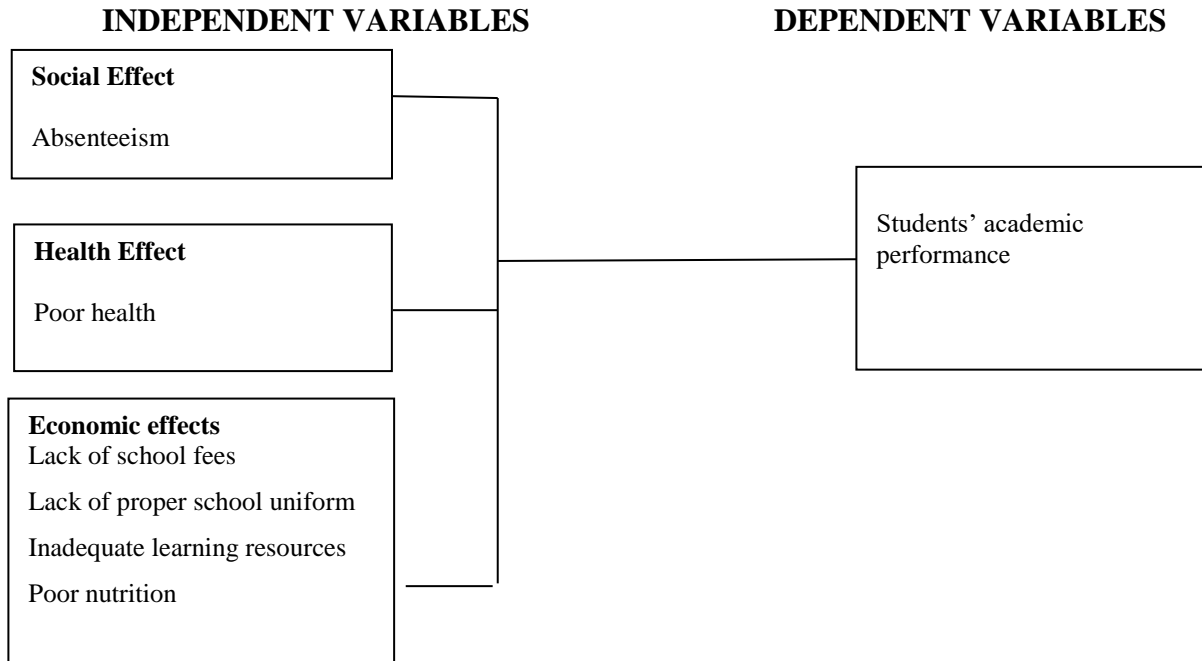 INDEPENDENT VARIABLES
DEPENDENT VARIABLES
Social Effect
Absenteeism
Health Effect
Poor health
Economic effects
Lack of school fees
Lack of proper school uniform
Inadequate learning resources
Poor nutrition
Students’ academic
performance